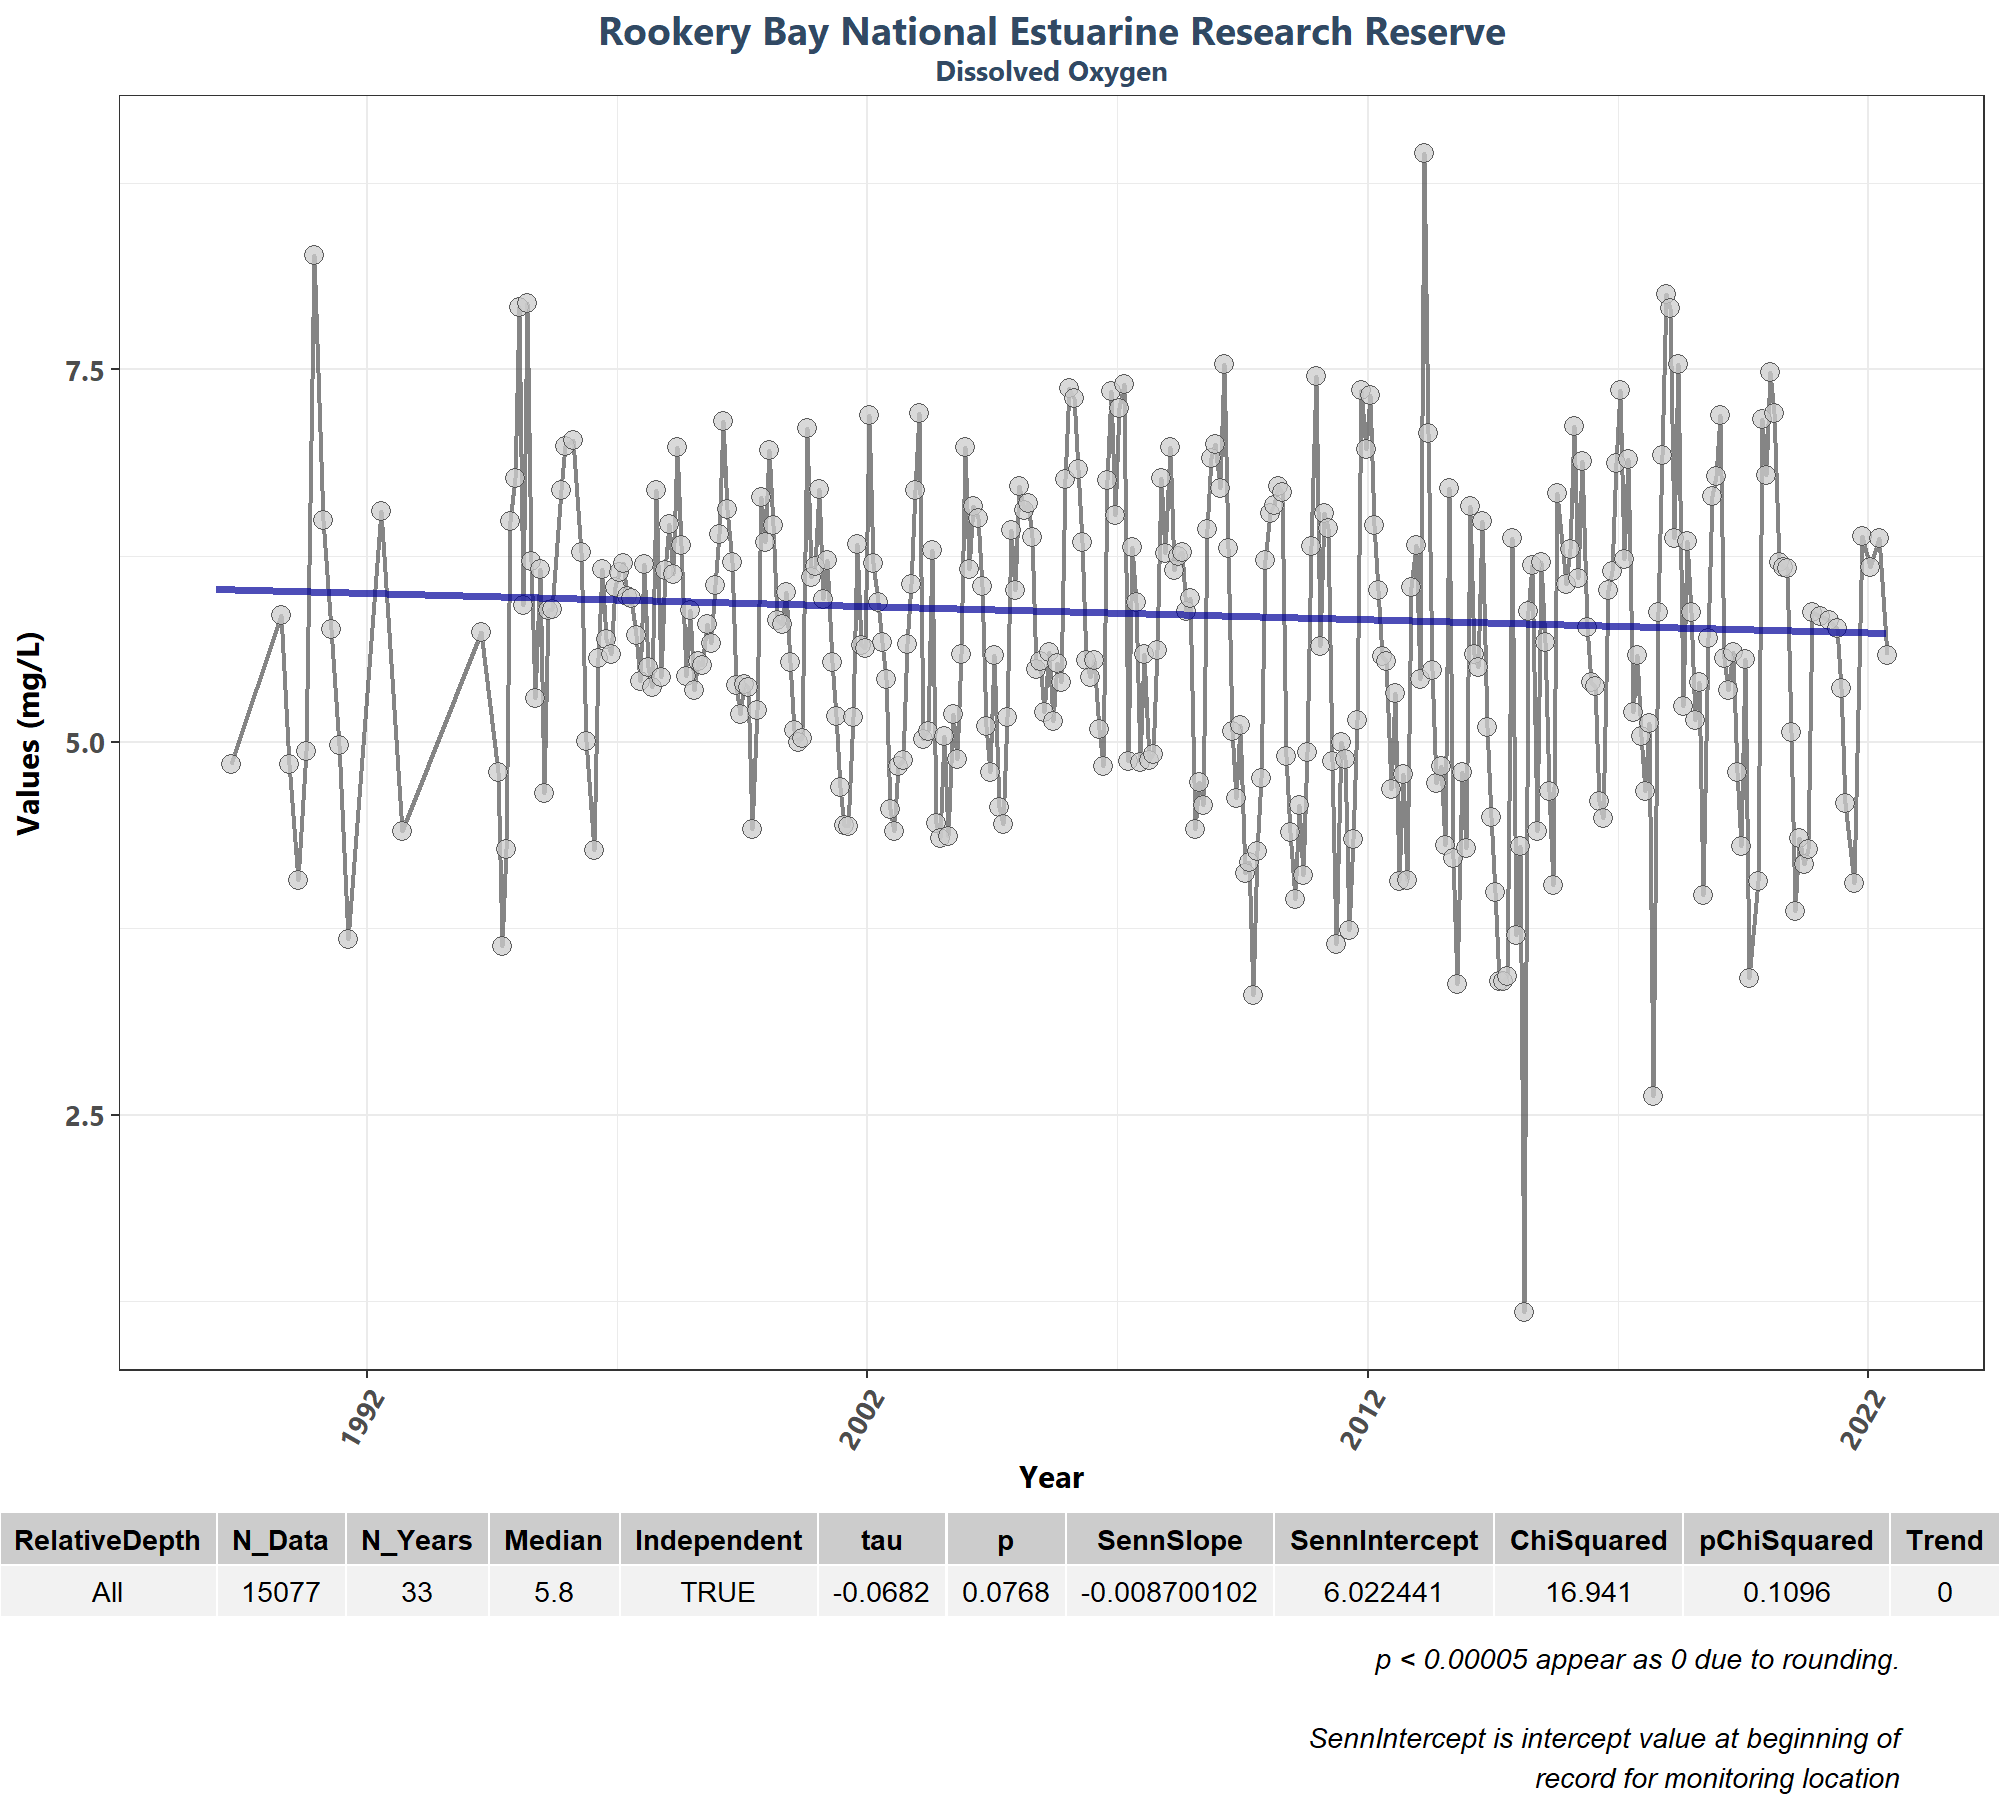 Rookery Bay National Estuarine Research Reserve
Dissolved Oxygen
Values (mg/L)
7.5
5.0
2.5
1992 2002 2012 2022
Year
RelativeDepth N_Data N_Years Median Independent tau p SennSlope SennIntercept ChiSquared pChiSquared Trend
All 15077 33 5.8 TRUE -0.0682 0.0768 -0.008700102 6.022441 16.941 0.1096 0
p < 0.00005 appear as 0 due to rounding.
SennIntercept is intercept value at beginning of
record for monitoring location